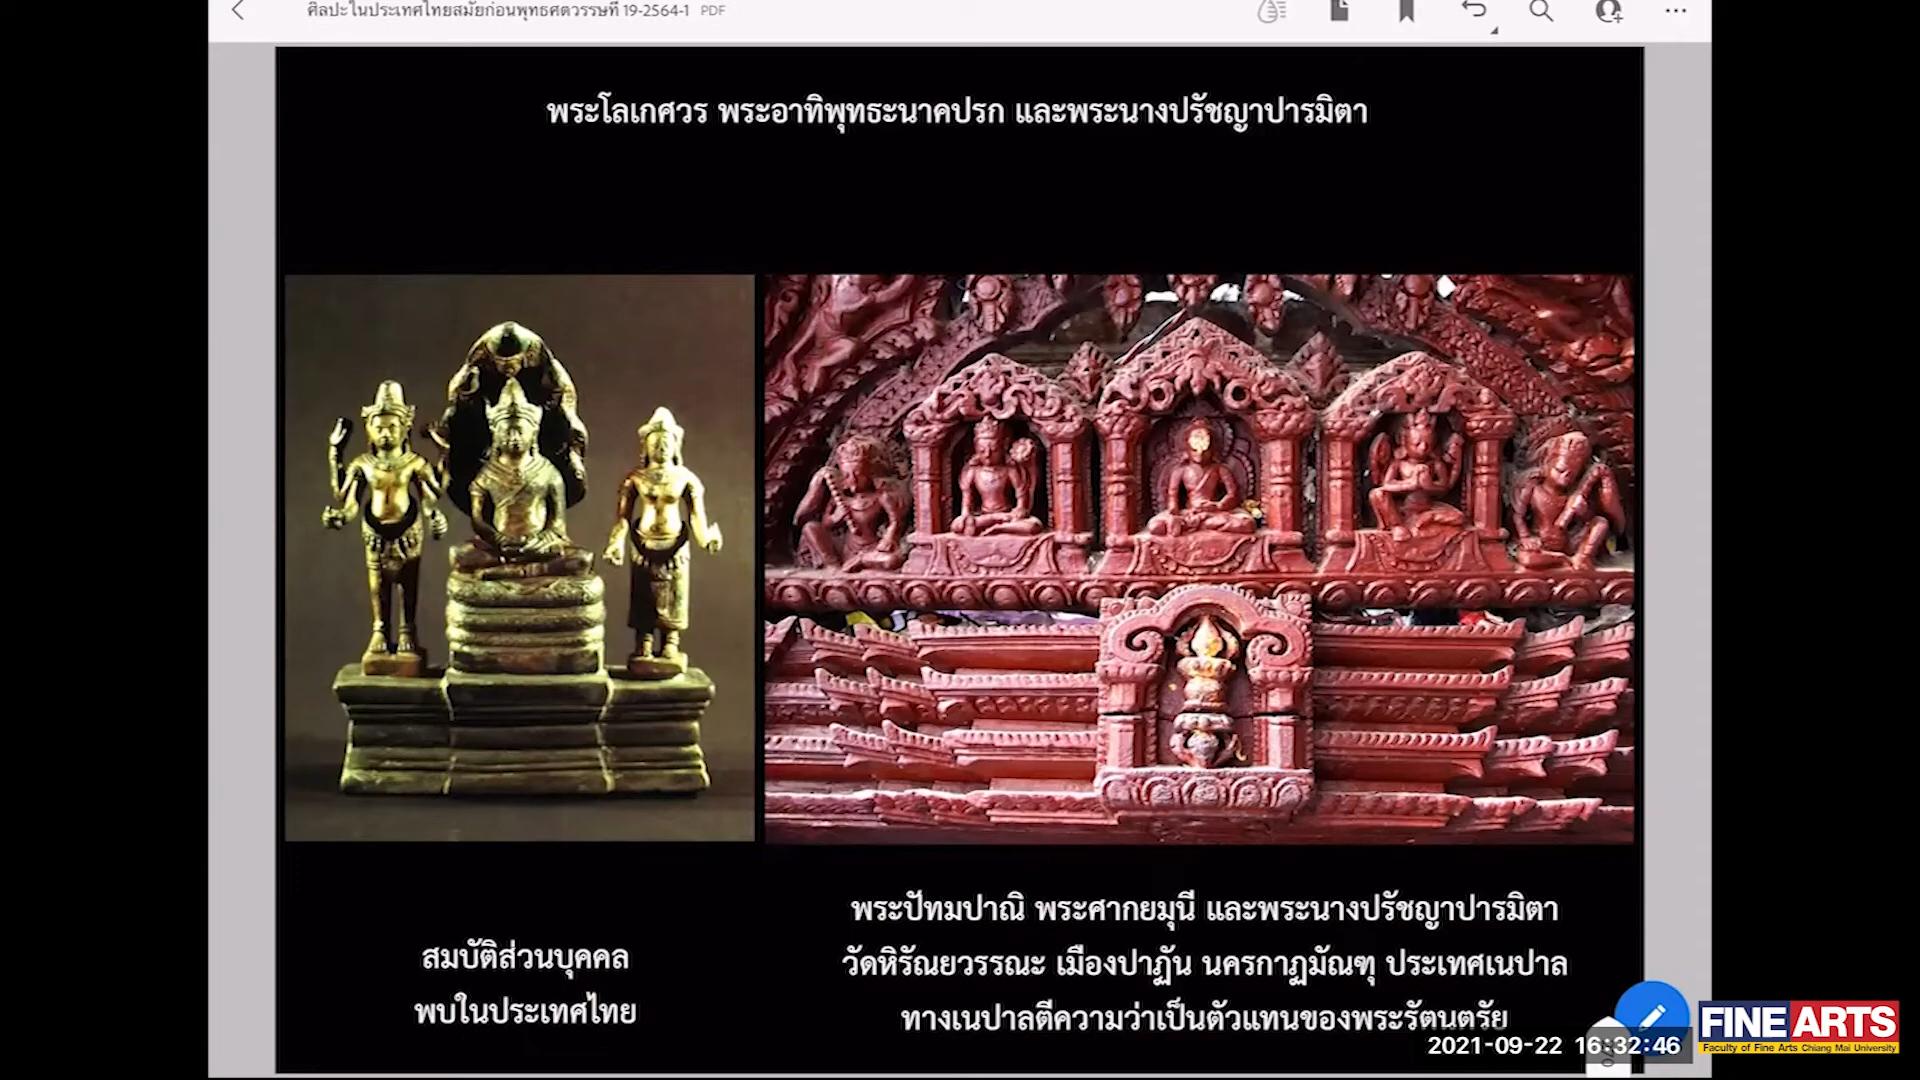 ศิลปะในประเทศไทยสมัยก่อนพุทธศตวรรษที่ 19-2564-1 PDF
พระโลเกศวร พระอาทิพุทธะนาคปรก และพระนางปรัชญาปารมิตา
สมบัติส่วนบุคคล
พบในประเทศไทย
พระปัทมปาณิ พระศากยมุนี และพระนางปรัชญาปารมิตา
วัดหิรัณยวรรณะ เมืองปาฏัน นครกาฏมัณฑุ ประเทศเนปาล
ทางเนปาลตีความว่าเป็นตัวแทนของพระรัตนตรัย
2021-09-22 16:32:46
FINE ARTS
Faculty of Fine Arts Chiang Mai University